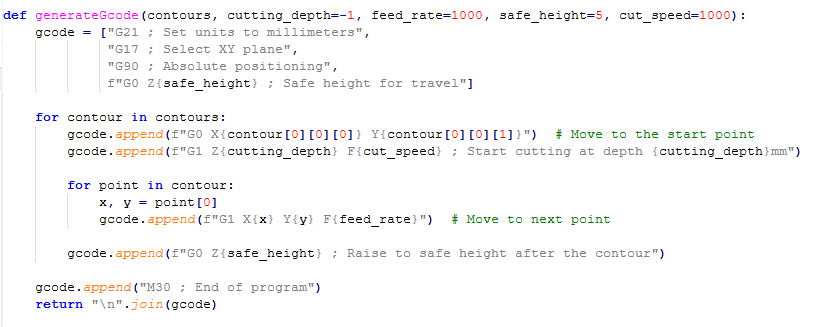 def generateGcode(contours, cutting_depth=-1, feed_rate=1000, safe_height=5, cut_speed=1000):
    gcode = ["G21 ; Set units to millimeters",
             "G17 ; Select XY plane",
             "G90 ; Absolute positioning",
             f"G0 Z{safe_height} ; Safe height for travel"]

    for contour in contours:
        gcode.append(f"G0 X{contour[0][0][0]} Y{contour[0][0][1]}")  # Move to the start point
        gcode.append(f"G1 Z{cutting_depth} F{cut_speed} ; Start cutting at depth {cutting_depth}mm")

        for point in contour:
            x, y = point[0]
            gcode.append(f"G1 X{x} Y{y} F{feed_rate}")  # Move to next point

        gcode.append(f"G0 Z{safe_height} ; Raise to safe height after the contour")

    gcode.append("M30 ; End of program")
    return "\n".join(gcode)